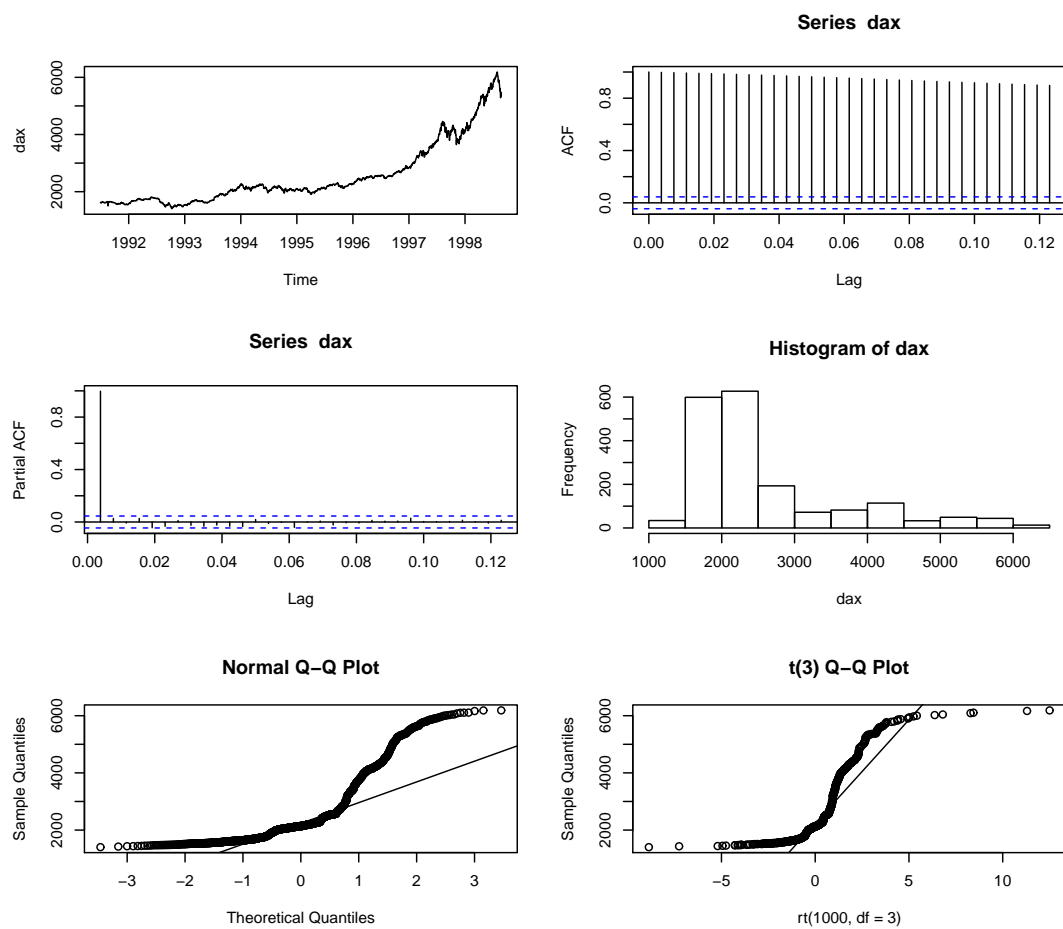 dax
2000 4000 6000
1992 1993 1994 1995 1996 1997 1998
Time
Series dax
ACF
0.0 0.4 0.8
0.00 0.02 0.04 0.06 0.08 0.10 0.12
Lag
Series dax
Partial ACF
0.0 0.4 0.8
0.00 0.02 0.04 0.06 0.08 0.10 0.12
Lag
Histogram of dax
Frequency
0 200 400 600
1000 2000 3000 4000 5000 6000
dax
Normal Q−Q Plot
Sample Quantiles
2000 4000 6000
−3 −2 −1 0 1 2 3
Theoretical Quantiles
t(3) Q−Q Plot
Sample Quantiles
2000 4000 6000
−5 0 5 10
rt(1000, df = 3)